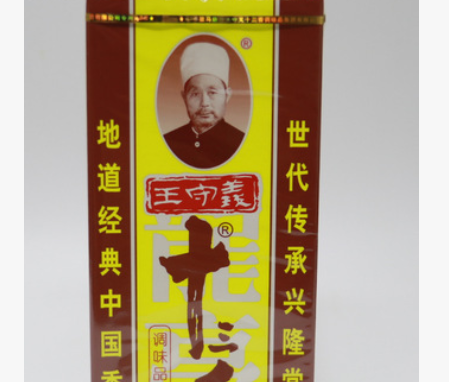 ®
王守義
®
十三
调味品
世代传承兴隆堂
地道经典中国香